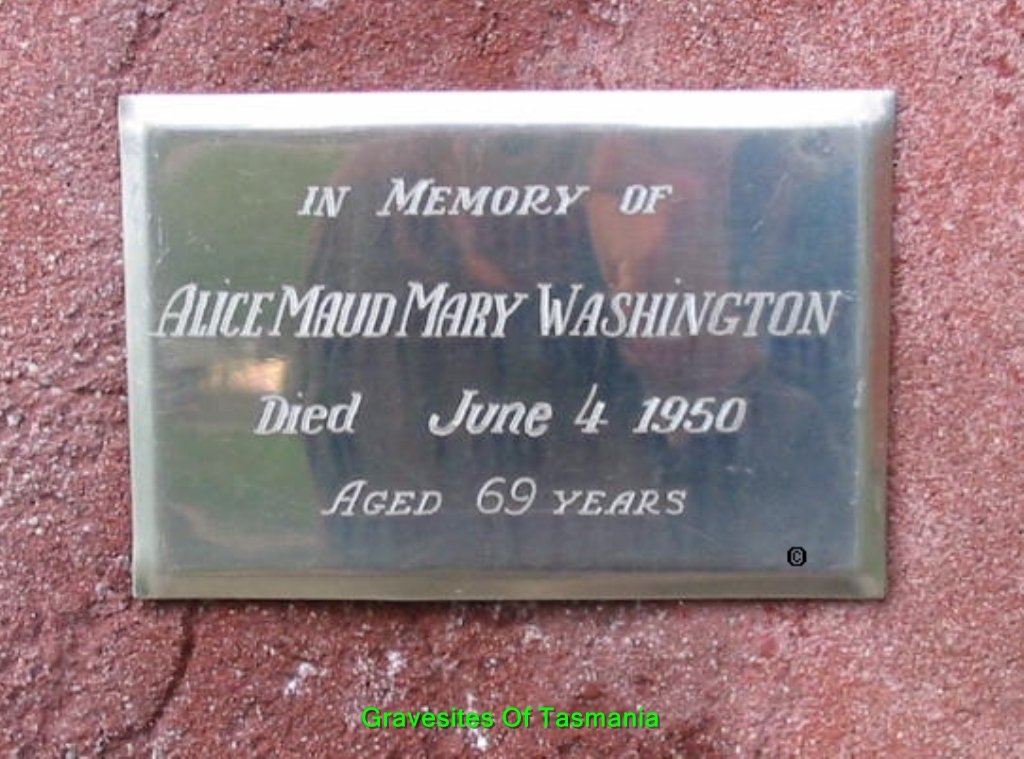 IN MEMORY OF
ALICE MAUD MARY WASHINGTON
Died June 4 1950
AGED 69 YEARS
©
Gravesites Of Tasmania